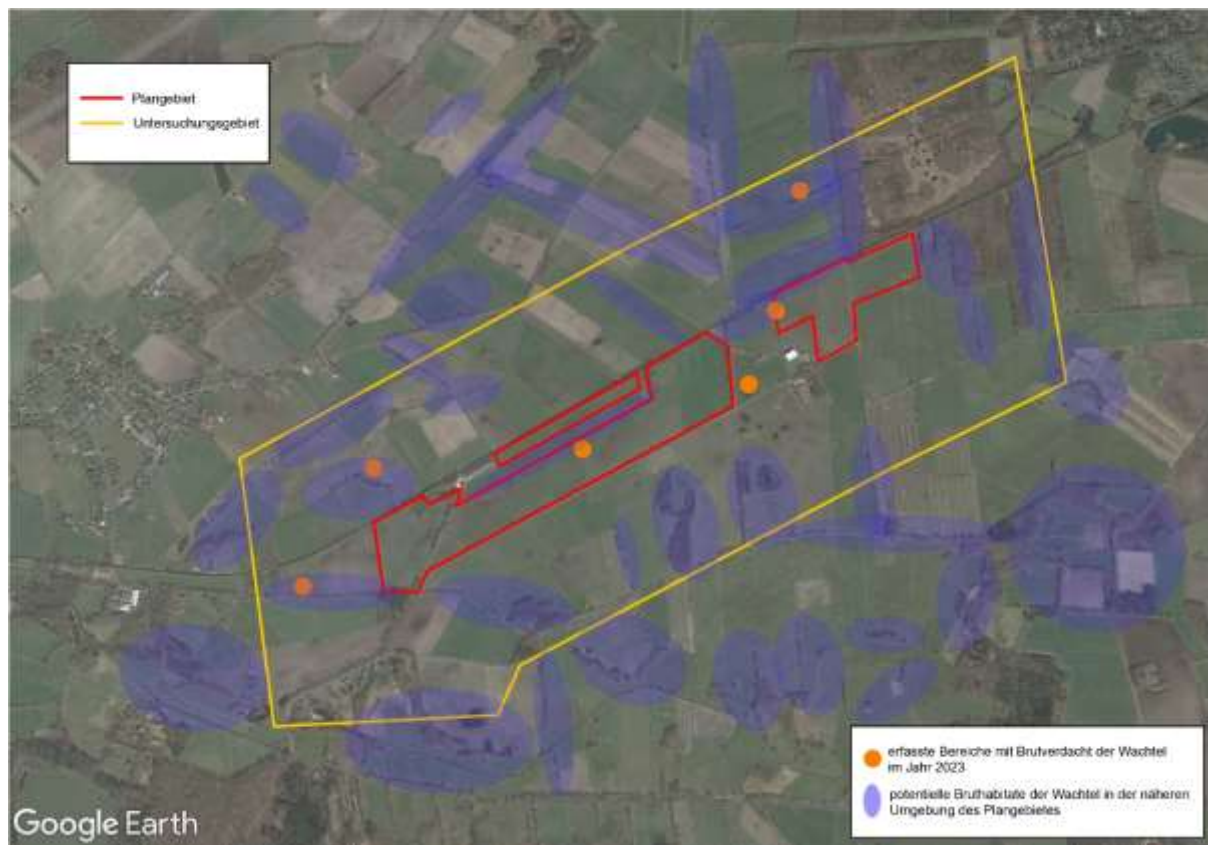 Plangebiet
Untersuchungsgebiet
erfasste Bereiche mit Brutverdacht der Wachtel
im Jahr 2023
potentielle Bruthabitate der Wachtel in der näheren
Umgebung des Plangebietes
Google Earth